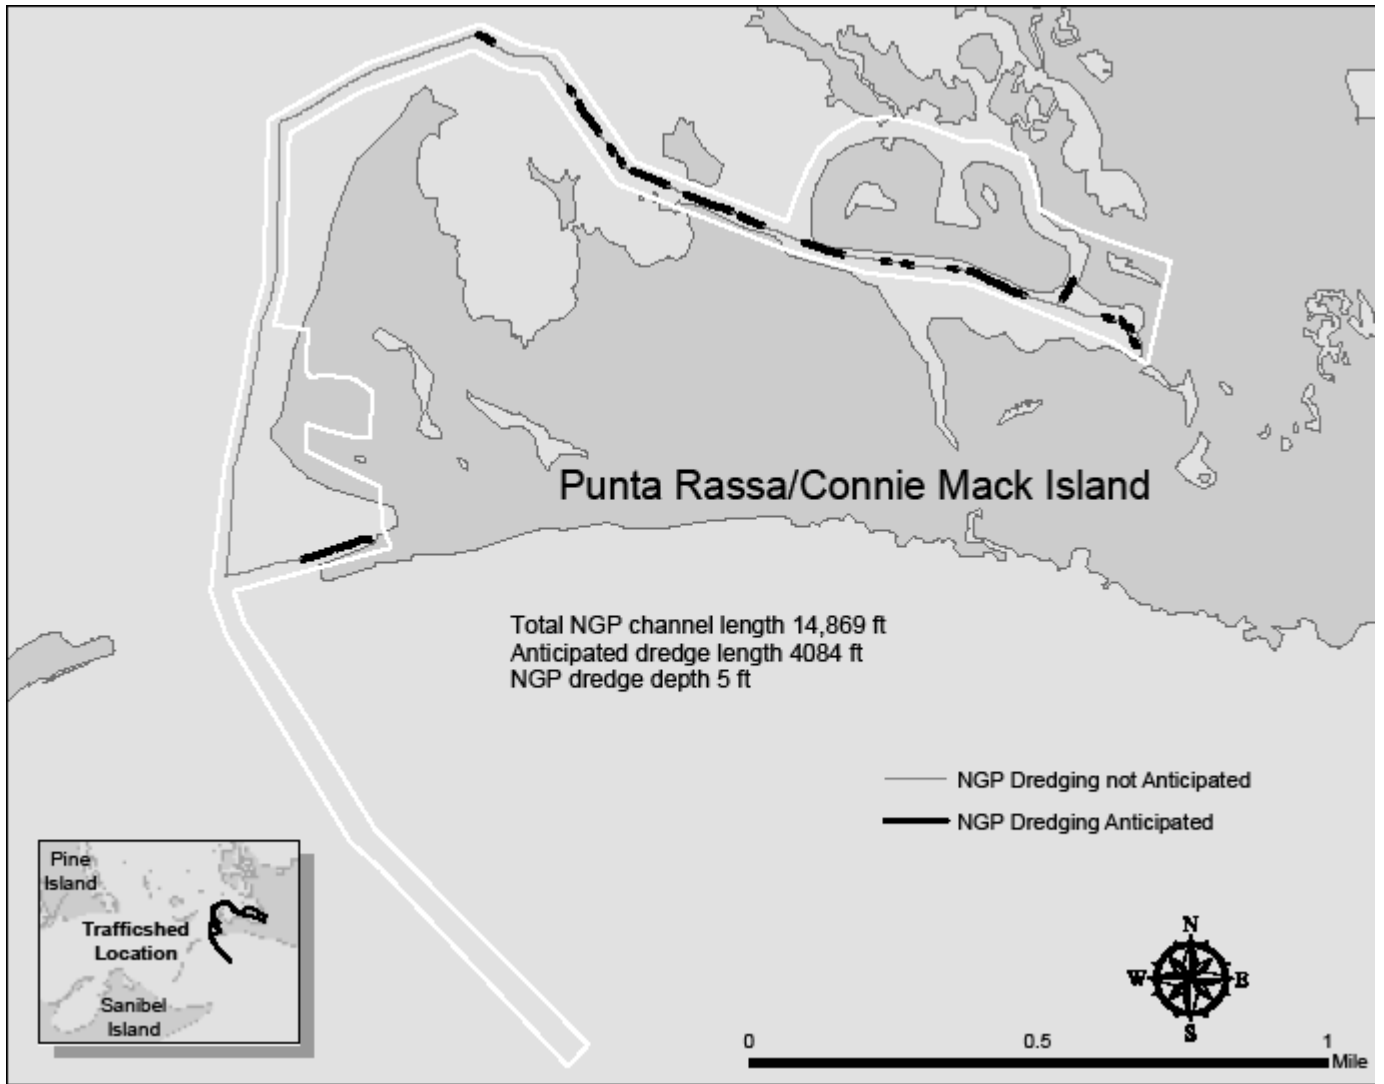 Punta Rassa/Connie Mack Island
Total NGP channel length 14,869 ft
Anticipated dredge length 4084 ft
NGP dredge depth 5 ft
NGP Dredging not Anticipated
NGP Dredging Anticipated
Pine
Island
Trafficshed
Location
Sanibel
Island
N
W E
S
0 0.5 1
Mile